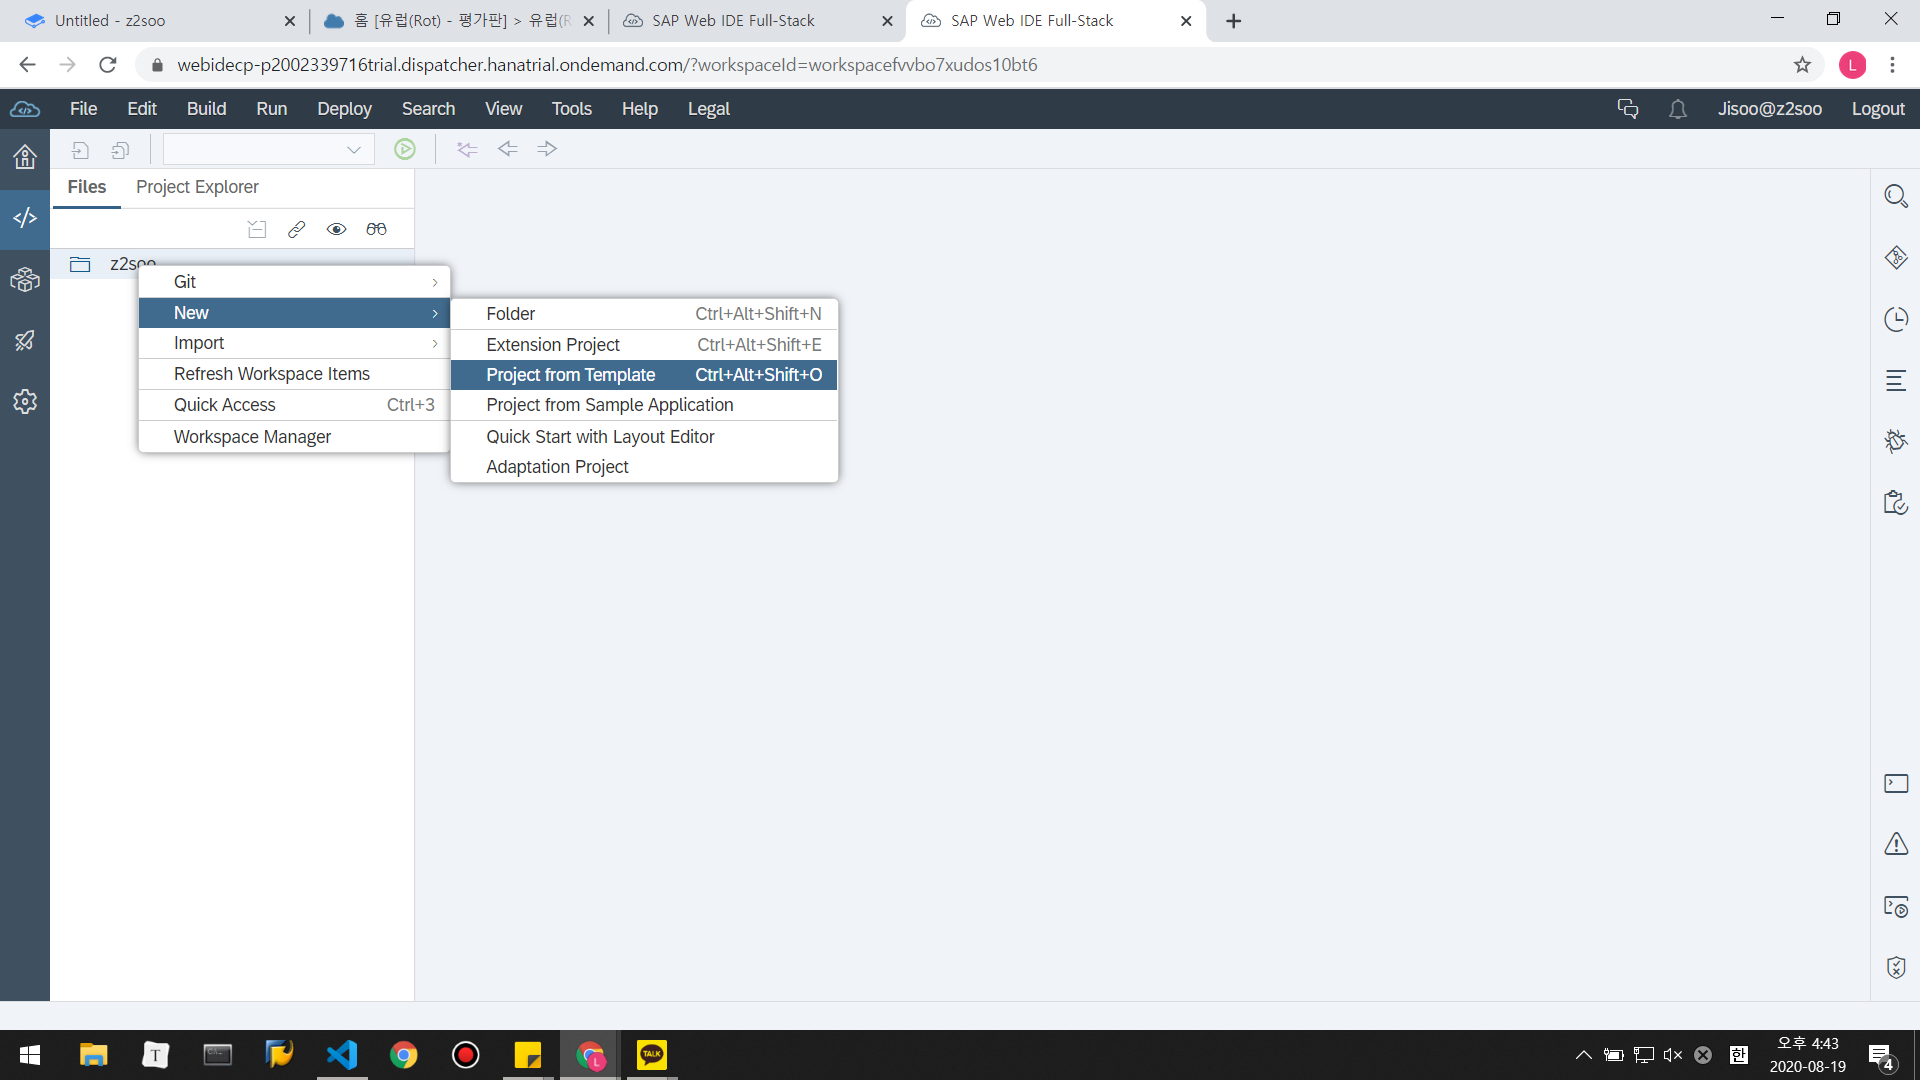 Untitled - z2soo
홈 [유럽(Rot) - 평가판] > 유럽(R
SAP Web IDE Full-Stack
SAP Web IDE Full-Stack
webidecp-p2002339716trial.dispatcher.hanatrial.ondemand.com/?workspaceId=workspacefvvbo7xudos10bt6
L
File Edit Build Run Deploy Search View Tools Help Legal
Jisoo@z2soo Logout
Files Project Explorer
z2soo
Git
New
Import
Refresh Workspace Items
Quick Access Ctrl+3
Workspace Manager
Folder Ctrl+Alt+Shift+N
Extension Project Ctrl+Alt+Shift+E
Project from Template Ctrl+Alt+Shift+O
Project from Sample Application
Quick Start with Layout Editor
Adaptation Project
T
L
TALK
한
오후 4:43
2020-08-19
4